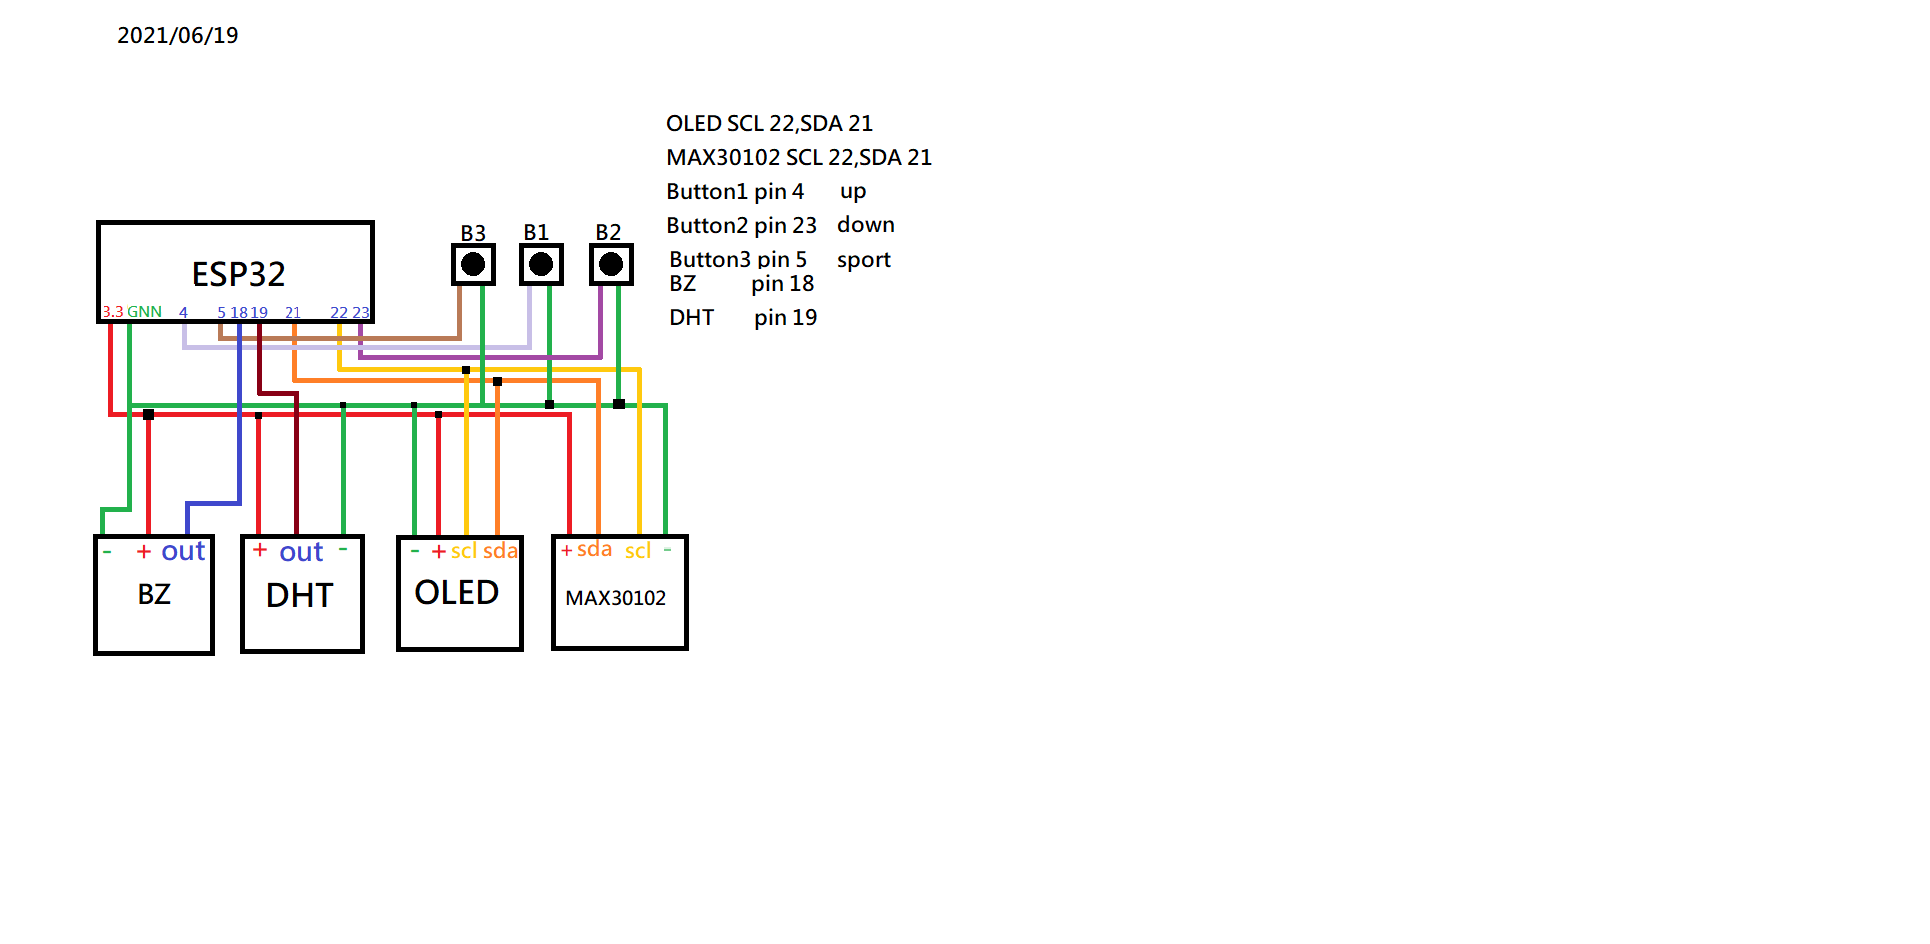 2021/06/19
OLED SCL 22,SDA 21
MAX30102 SCL 22,SDA 21
Button1 pin 4 up
Button2 pin 23 down
Button3 pin 5 sport
BZ pin 18
DHT pin 19
B3 B1 B2
ESP32
3.3 GNN 4 5 18 19 21 22 23
- + out
BZ
+ out -
DHT
- + scl sda
OLED
+ sda scl -
MAX30102